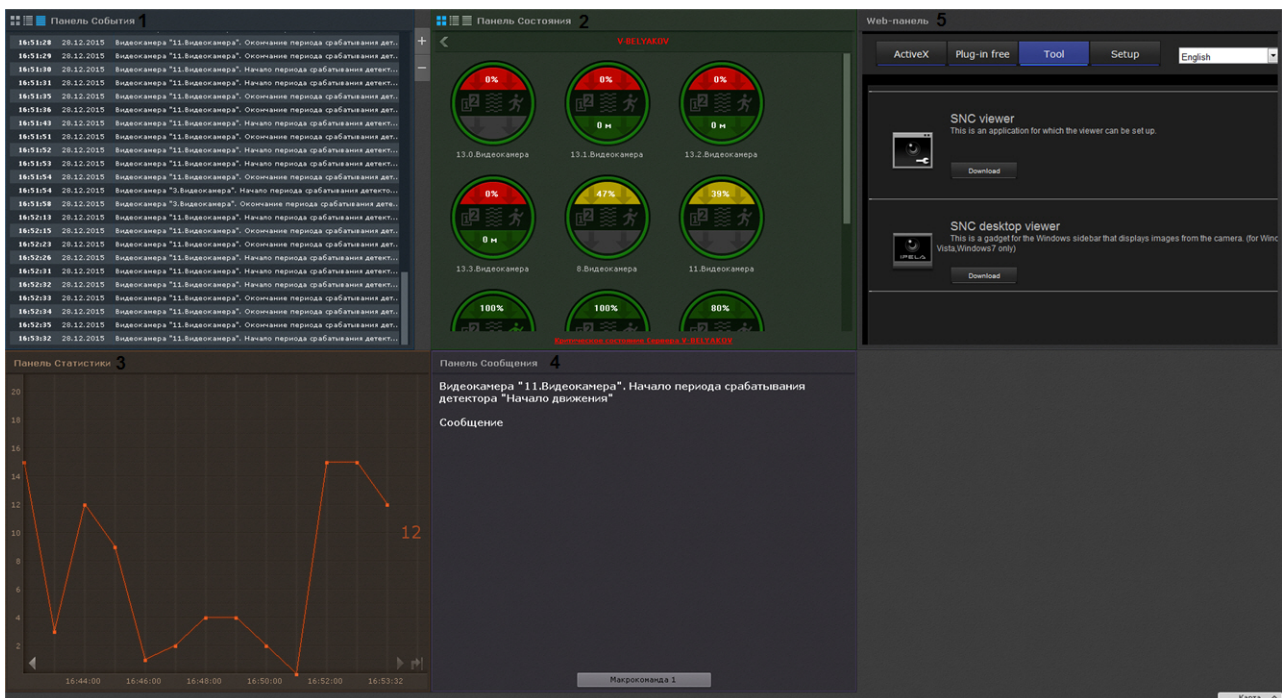 Панель События 1
16:51:28 28.12.2015 Видеокамера "11.Видеокамера". Окончание периода срабатывания дет..
16:51:29 28.12.2015 Видеокамера "11.Видеокамера". Окончание периода срабатывания дет..
16:51:30 28.12.2015 Видеокамера "11.Видеокамера". Начало периода срабатывания детект...
16:51:31 28.12.2015 Видеокамера "11.Видеокамера". Начало периода срабатывания детект...
16:51:35 28.12.2015 Видеокамера "11.Видеокамера". Окончание периода срабатывания дет..
16:51:36 28.12.2015 Видеокамера "11.Видеокамера". Окончание периода срабатывания дет..
16:51:43 28.12.2015 Видеокамера "11.Видеокамера". Начало периода срабатывания детект...
16:51:51 28.12.2015 Видеокамера "11.Видеокамера". Окончание периода срабатывания дет..
16:51:52 28.12.2015 Видеокамера "11.Видеокамера". Начало периода срабатывания детект...
16:51:53 28.12.2015 Видеокамера "11.Видеокамера". Начало периода срабатывания детект...
16:51:54 28.12.2015 Видеокамера "11.Видеокамера". Окончание периода срабатывания дет..
16:51:54 28.12.2015 Видеокамера "3.Видеокамера". Начало периода срабатывания детекто...
16:51:58 28.12.2015 Видеокамера "3.Видеокамера". Окончание периода срабатывания дете...
16:52:13 28.12.2015 Видеокамера "11.Видеокамера". Начало периода срабатывания детект...
16:52:15 28.12.2015 Видеокамера "11.Видеокамера". Окончание периода срабатывания дет..
16:52:23 28.12.2015 Видеокамера "11.Видеокамера". Окончание периода срабатывания дет..
16:52:26 28.12.2015 Видеокамера "11.Видеокамера". Начало периода срабатывания детект...
16:52:31 28.12.2015 Видеокамера "11.Видеокамера". Начало периода срабатывания детект...
16:52:32 28.12.2015 Видеокамера "11.Видеокамера". Начало периода срабатывания детект...
16:52:33 28.12.2015 Видеокамера "11.Видеокамера". Окончание периода срабатывания дет..
16:52:34 28.12.2015 Видеокамера "11.Видеокамера". Окончание периода срабатывания дет..
16:52:35 28.12.2015 Видеокамера "11.Видеокамера". Окончание периода срабатывания дет..
16:53:32 28.12.2015 Видеокамера "11.Видеокамера". Начало периода срабатывания детект...
+
−
Панель Состояния 2
V-BELYAKOV
0% 0% 0%
0 м 0 м
13.0.Видеокамера 13.1.Видеокамера 13.2.Видеокамера
0% 47% 39%
0 м
13.3.Видеокамера 8.Видеокамера 11.Видеокамера
100% 100% 80%
Критическое состояние Сервера V-BELYAKOV
Web-панель 5
ActiveX Plug-in free Tool Setup English
SNC viewer
This is an application for which the viewer can be set up.
Download
SNC desktop viewer
This is a gadget for the Windows sidebar that displays images from the camera. (for Winc
Vista,Windows7 only)
IPELA
Download
Панель Статистики 3
20
18
16
14
12
10
8
6
4
2
12
16:44:00 16:46:00 16:48:00 16:50:00 16:52:00 16:53:32
Панель Сообщения 4
Видеокамера "11.Видеокамера". Начало периода срабатывания
детектора "Начало движения"
Сообщение
Макрокоманда 1
Карта